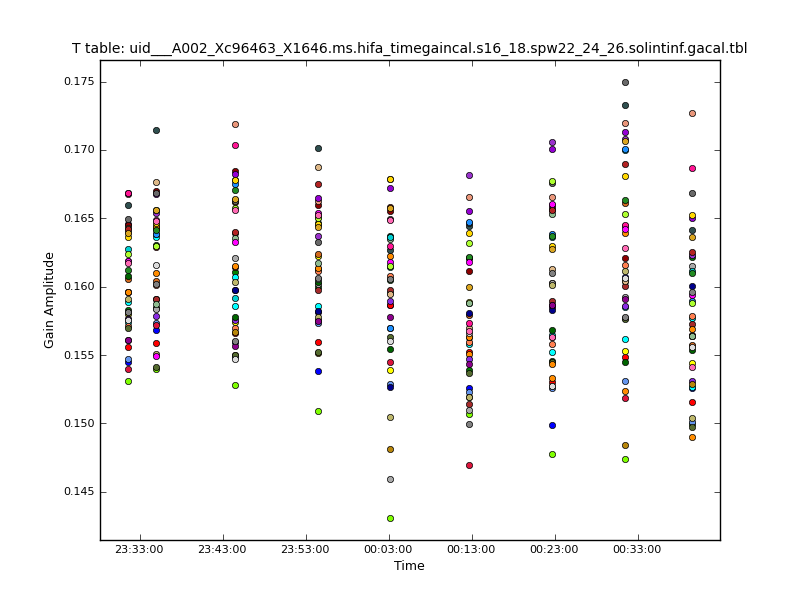 T table: uid___A002_Xc96463_X1646.ms.hifa_timegaincal.s16_18.spw22_24_26.solintinf.gacal.tbl
0.175
0.170
0.165
0.160
0.155
0.150
0.145
Gain Amplitude
23:33:00 23:43:00 23:53:00 00:03:00 00:13:00 00:23:00 00:33:00
Time